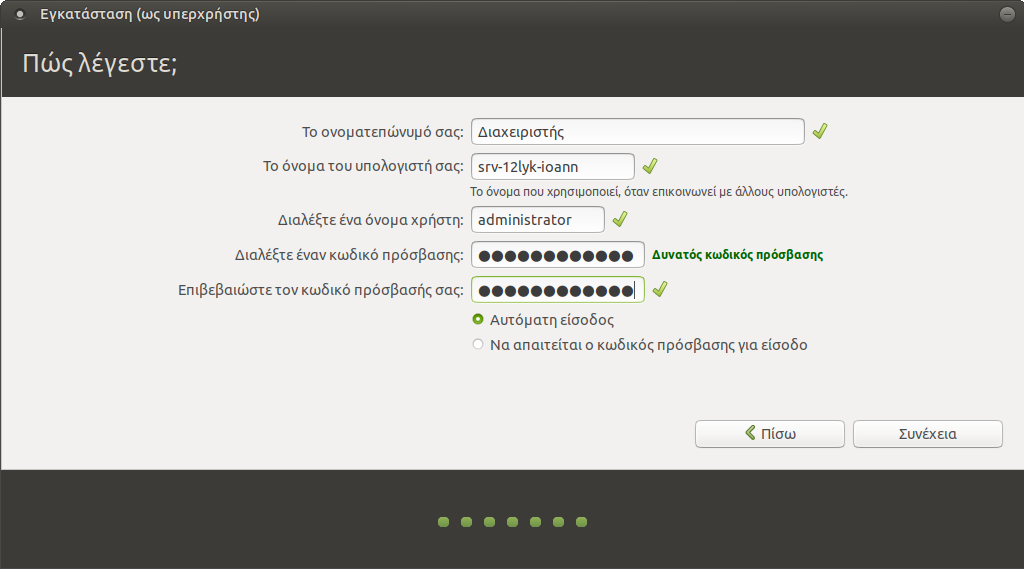 Εγκατάσταση (ως υπερχρήστης)
Πώς λέγεστε;
Το ονοματεπώνυμό σας: Διαχειριστής
Το όνομα του υπολογιστή σας: srv-12lyk-ioann
Το όνομα που χρησιμοποιεί, όταν επικοινωνεί με άλλους υπολογιστές.
Διαλέξτε ένα όνομα χρήστη: administrator
Διαλέξτε έναν κωδικό πρόσβασης: ●●●●●●●●●●●● Δυνατός κωδικός πρόσβασης
Επιβεβαιώστε τον κωδικό πρόσβασής σας: ●●●●●●●●●●●●
Αυτόματη είσοδος
Να απαιτείται ο κωδικός πρόσβασης για είσοδο
Πίσω Συνέχεια